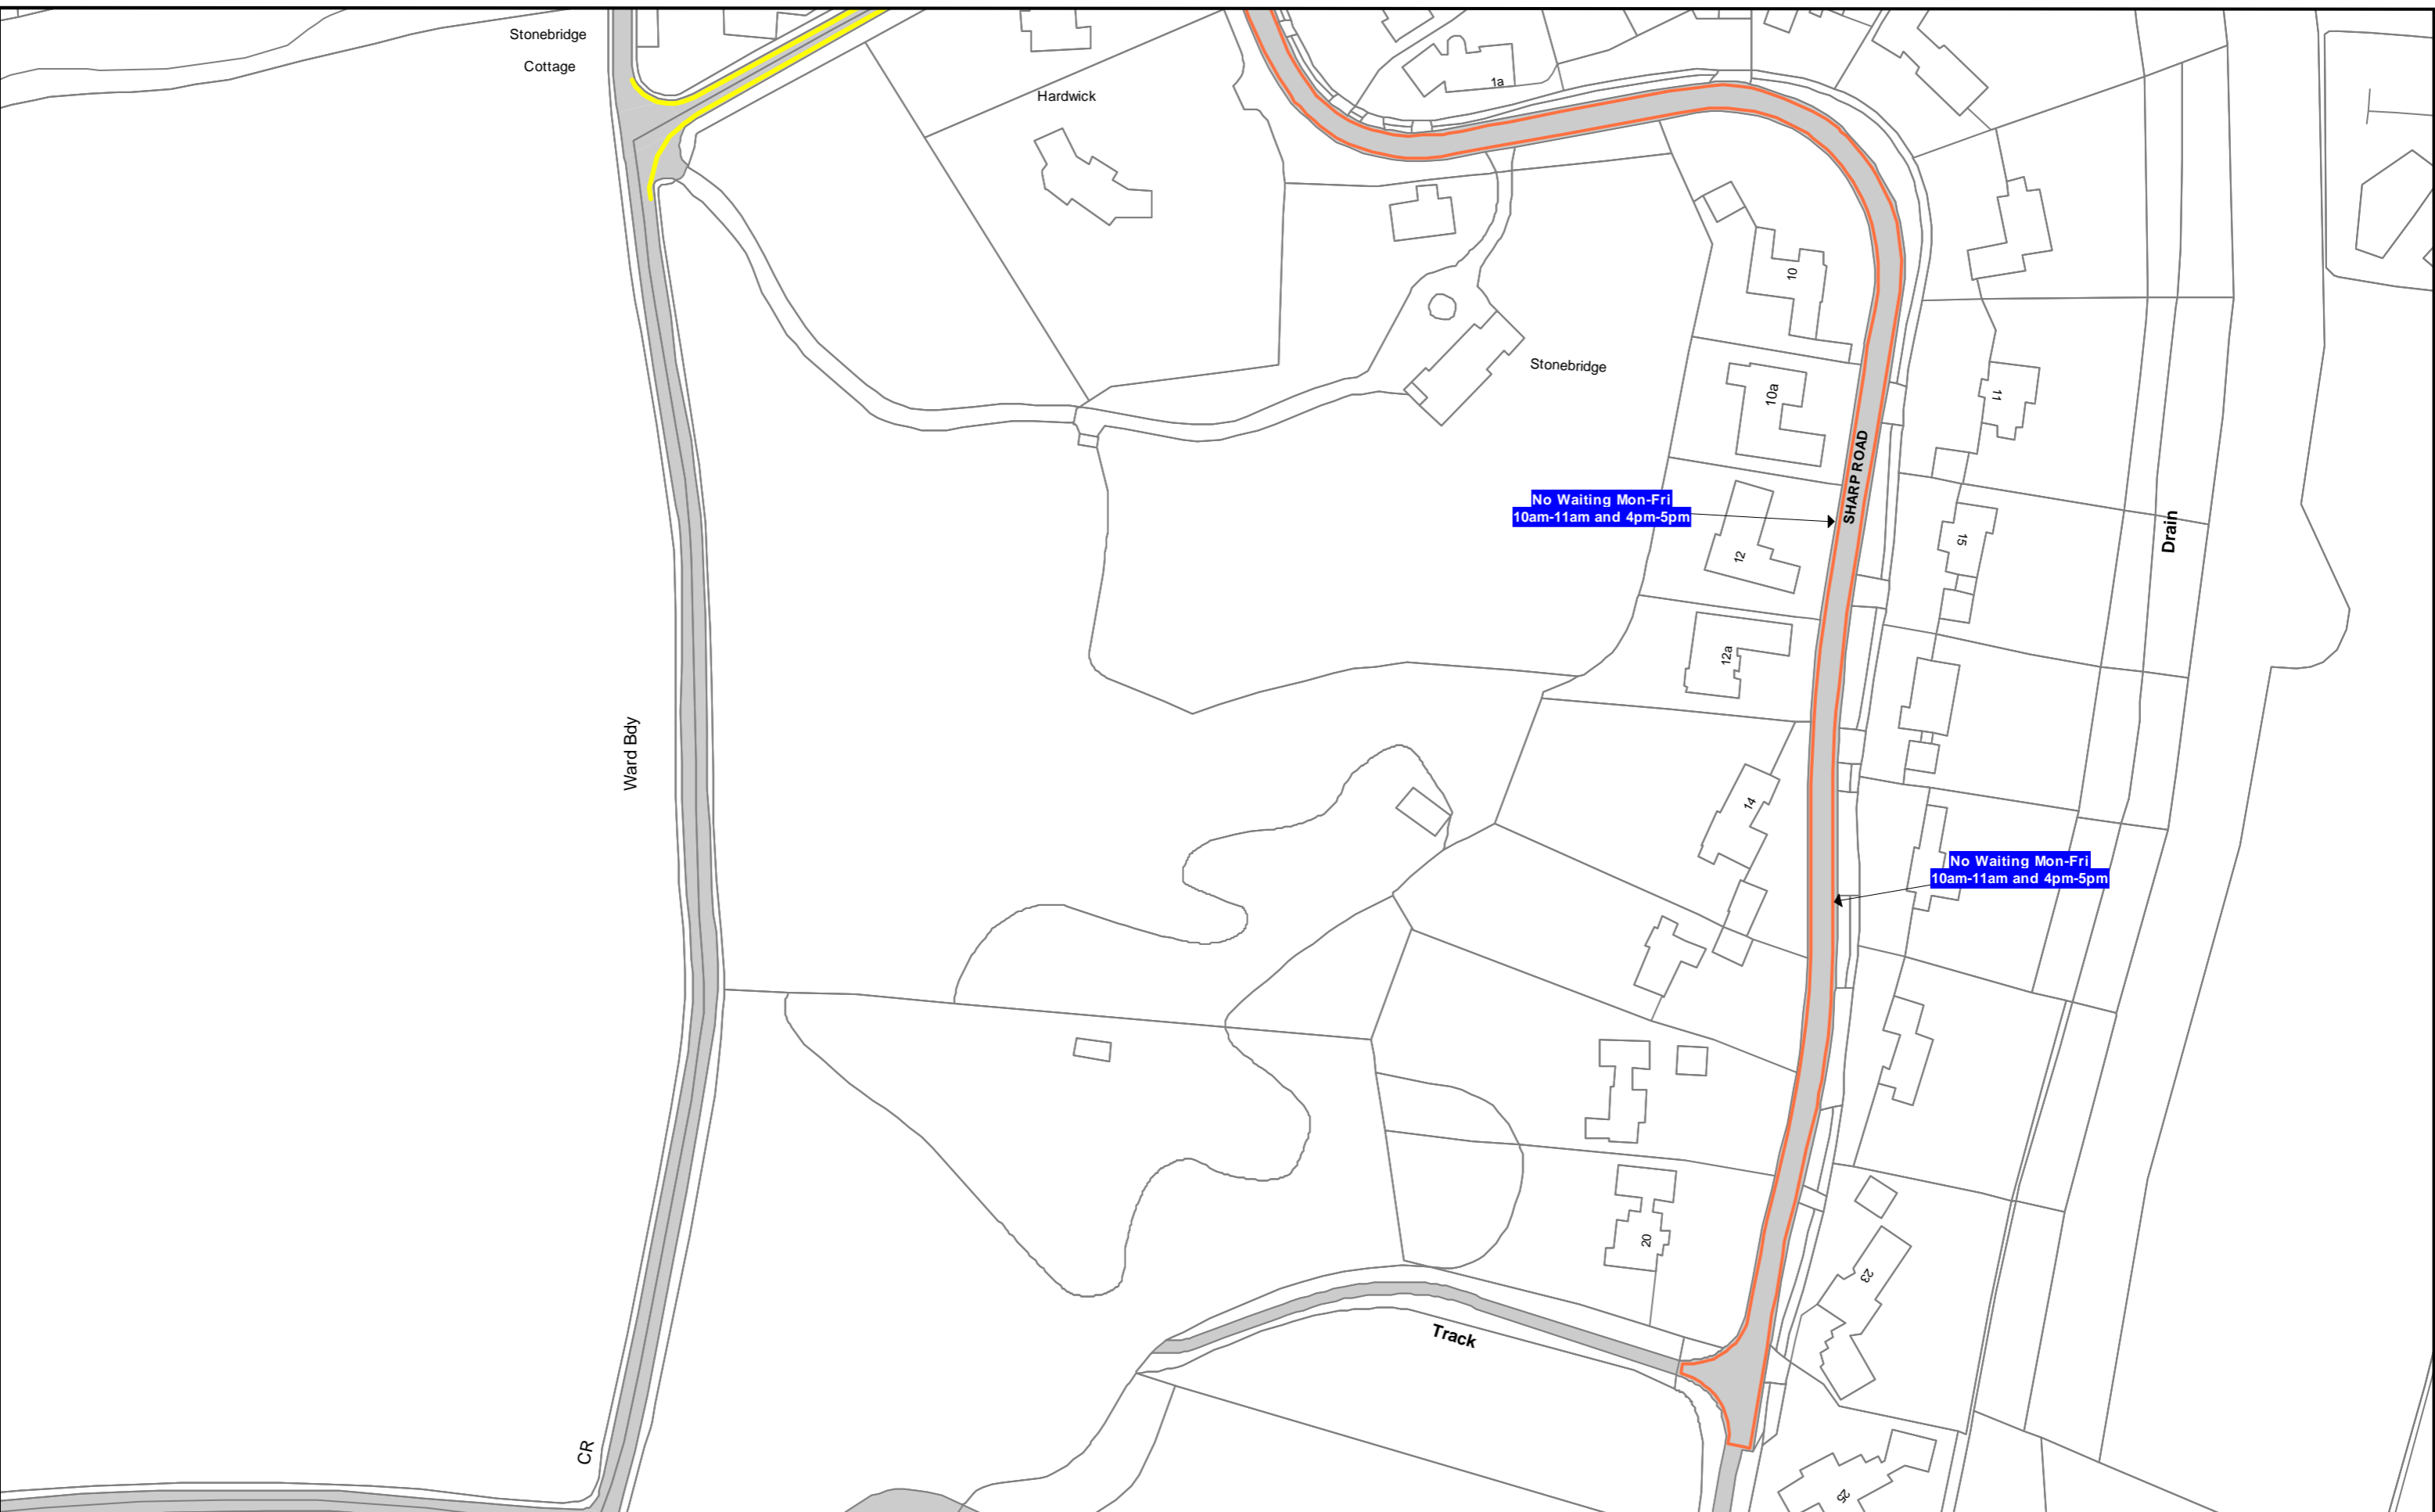 Stonebridge
Cottage
Hardwick
1a
10
Stonebridge
10a
11
SHARP ROAD
No Waiting Mon-Fri
10am-11am and 4pm-5pm
12
15
Drain
12a
Ward Bdy
14
No Waiting Mon-Fri
10am-11am and 4pm-5pm
20
23
Track
CR
25